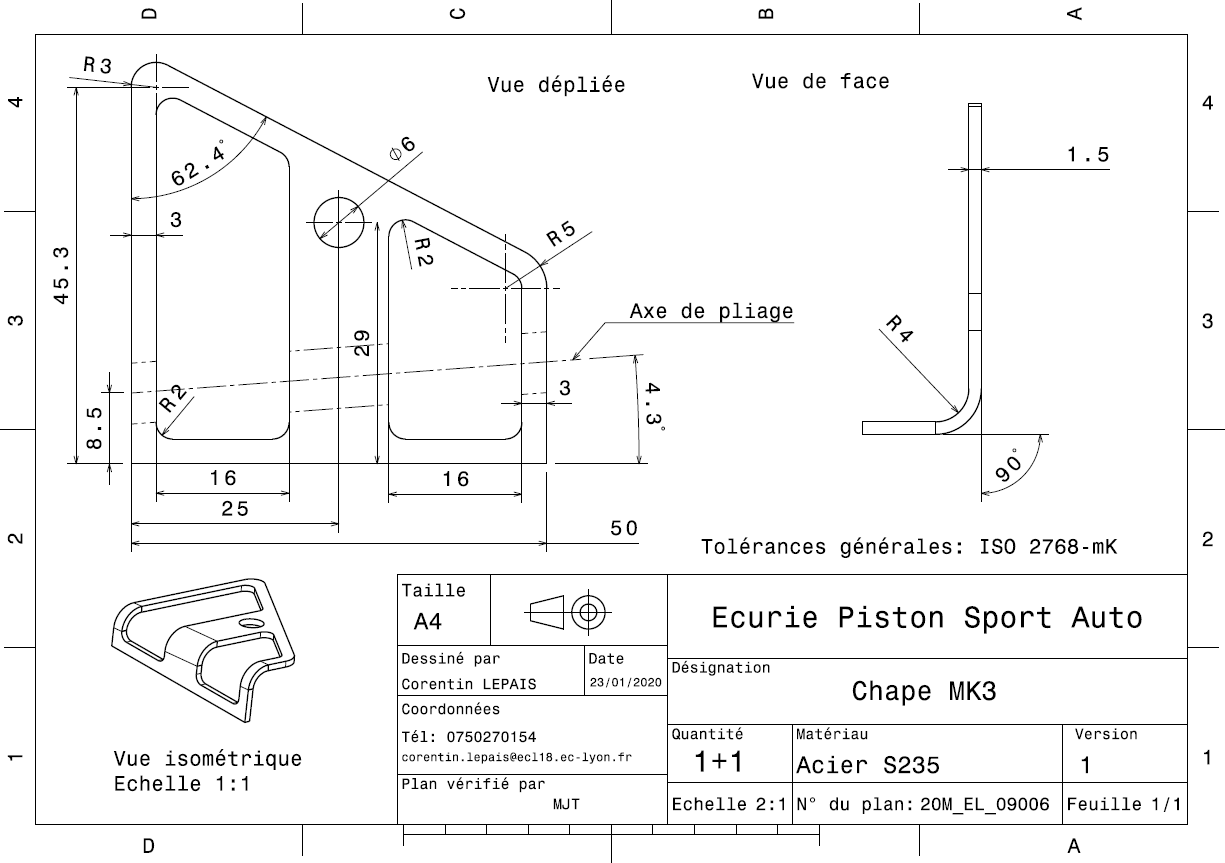 D
C
B
A
4
3
2
1
4
3
2
1
Vue dépliée
Vue de face
R3
62.4°
⌀6
3
45.3
R2
R5
Axe de pliage
29
3
4.3°
R2
8.5
16
16
25
50
1.5
R4
90°
Tolérances générales: ISO 2768-mK
Vue isométrique
Echelle 1:1
Taille
A4
Ecurie Piston Sport Auto
Dessiné par
Corentin LEPAIS
Date
23/01/2020
Désignation
Chape MK3
Coordonnées
Tél: 0750270154
corentin.lepais@ecl18.ec-lyon.fr
Quantité
1+1
Matériau
Acier S235
Version
1
Plan vérifié par
MJT
Echelle 2:1
N° du plan: 20M_EL_09006
Feuille 1/1
D
A